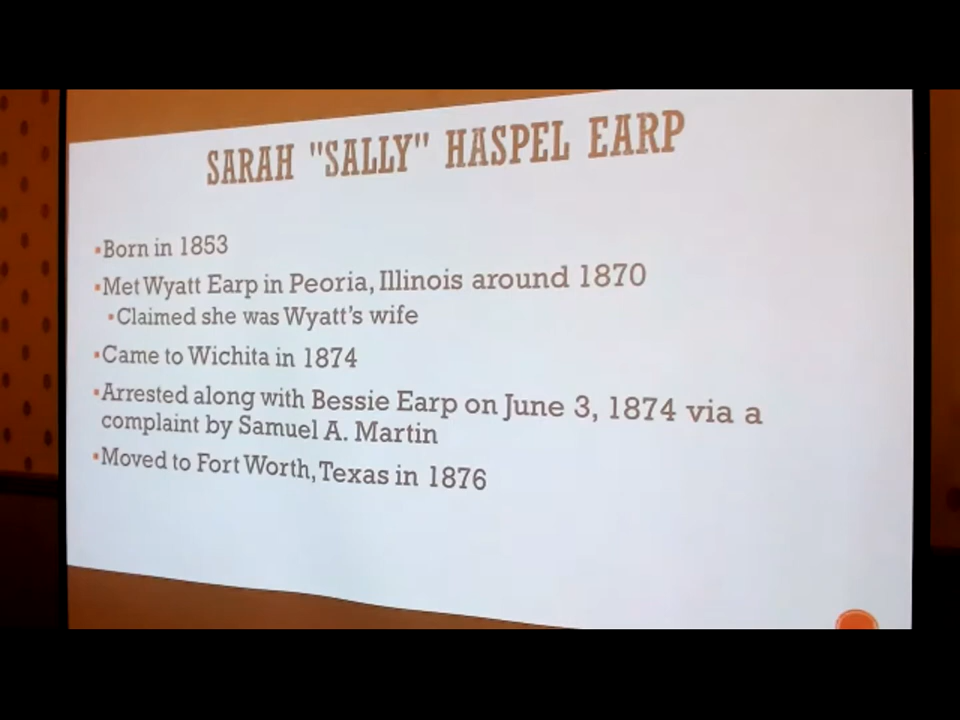 SARAH "SALLY" HASPEL EARP
▪Born in 1853
▪Met Wyatt Earp in Peoria, Illinois around 1870
▪Claimed she was Wyatt's wife
▪Came to Wichita in 1874
▪Arrested along with Bessie Earp on June 3, 1874 via a
complaint by Samuel A. Martin
▪Moved to Fort Worth, Texas in 1876